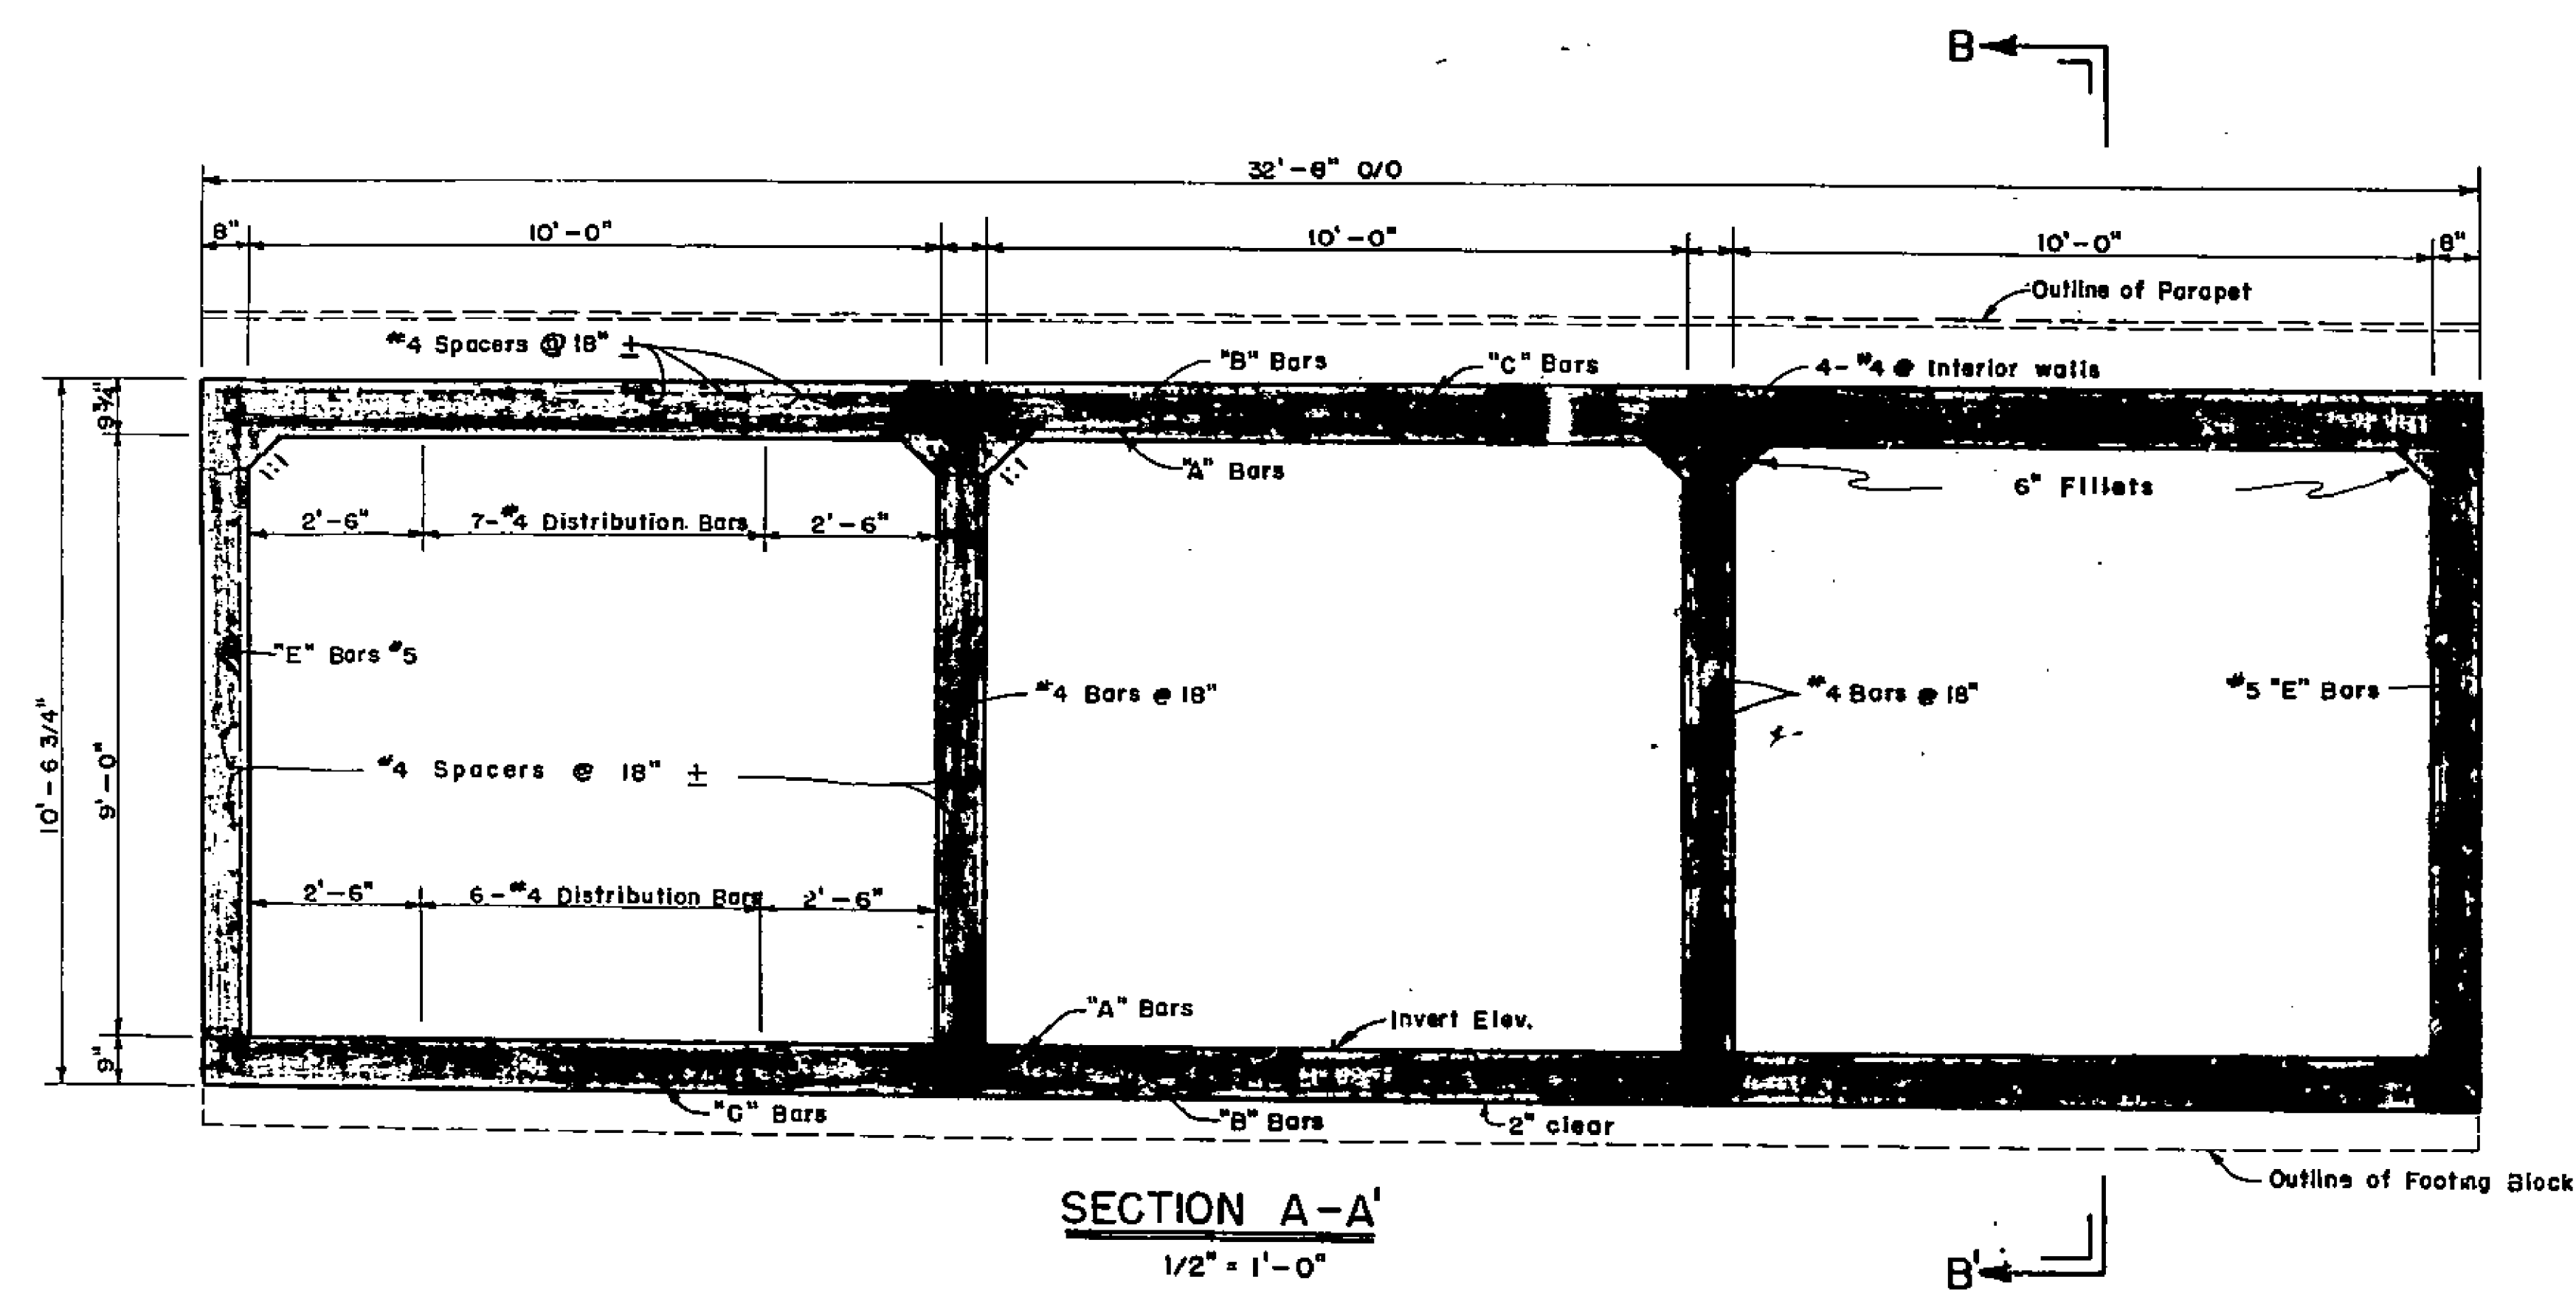 B
32'-8" O/O
8"
10'-0"
10'-0"
10'-0"
8"
Outline of Parapet
#4 Spacers @ 18" ±
"B" Bars
"C" Bars
4-#4 @ Interior walls
9 3/4"
1:1
1:1
"A" Bars
6" Fillets
2'-6"
7-#4 Distribution Bars
2'-6"
"E" Bars #5
#4 Bars @ 18"
#4 Bars @ 18"
#5 "E" Bars
10'-6 3/4"
9'-0"
#4 Spacers @ 18" ±
2'-6"
6-#4 Distribution Bars
2'-6"
"A" Bars
Invert Elev.
9"
"C" Bars
"B" Bars
2" clear
Outline of Footing Block
SECTION A-A'
1/2" = 1'-0"
B'